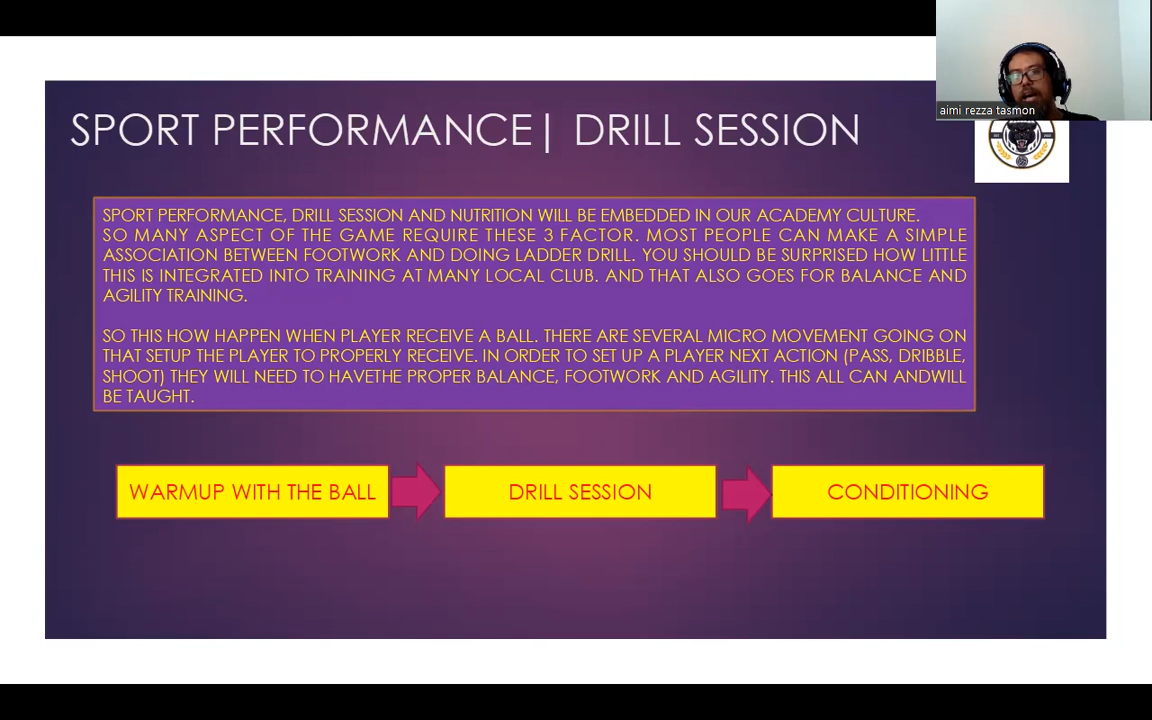 aimi rezza tasmon
SPORT PERFORMANCE| DRILL SESSION
SPORT PERFORMANCE, DRILL SESSION AND NUTRITION WILL BE EMBEDDED IN OUR ACADEMY CULTURE.
SO MANY ASPECT OF THE GAME REQUIRE THESE 3 FACTOR. MOST PEOPLE CAN MAKE A SIMPLE
ASSOCIATION BETWEEN FOOTWORK AND DOING LADDER DRILL. YOU SHOULD BE SURPRISED HOW LITTLE
THIS IS INTEGRATED INTO TRAINING AT MANY LOCAL CLUB. AND THAT ALSO GOES FOR BALANCE AND
AGILITY TRAINING.
SO THIS HOW HAPPEN WHEN PLAYER RECEIVE A BALL. THERE ARE SEVERAL MICRO MOVEMENT GOING ON
THAT SETUP THE PLAYER TO PROPERLY RECEIVE. IN ORDER TO SET UP A PLAYER NEXT ACTION (PASS, DRIBBLE,
SHOOT) THEY WILL NEED TO HAVETHE PROPER BALANCE, FOOTWORK AND AGILITY. THIS ALL CAN ANDWILL
BE TAUGHT.
WARMUP WITH THE BALL
DRILL SESSION
CONDITIONING